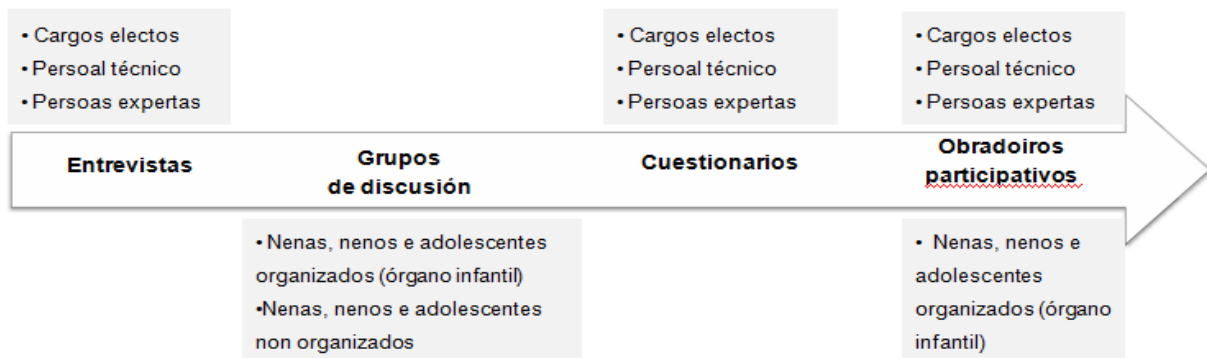 • Cargos electos
• Persoal técnico
• Persoas expertas
• Cargos electos
• Persoal técnico
• Persoas expertas
• Cargos electos
• Persoal técnico
• Persoas expertas
Entrevistas
Grupos
de discusión
Cuestionarios
Obradoiros
participativos
• Nenas, nenos e adolescentes
organizados (órgano infantil)
•Nenas, nenos e adolescentes
non organizados
• Nenas, nenos e
adolescentes
organizados (órgano
infantil)